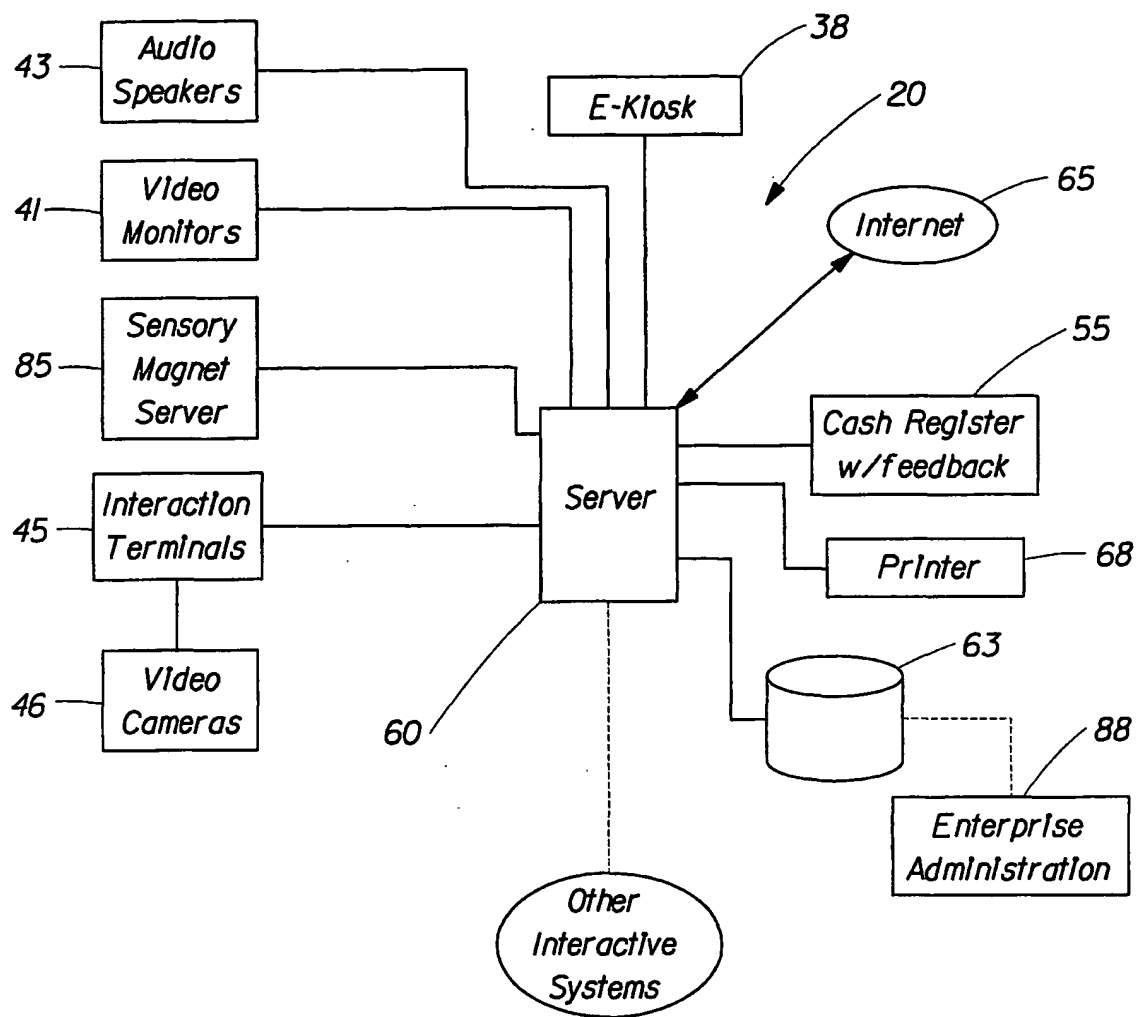 43
Audio
Speakers
38
E-Kiosk
20
41
Video
Monitors
65
Internet
85
Sensory
Magnet
Server
55
Cash Register
w/feedback
Server
45
Interaction
Terminals
Printer
68
46
Video
Cameras
60
63
88
Enterprise
Administration
Other
Interactive
Systems